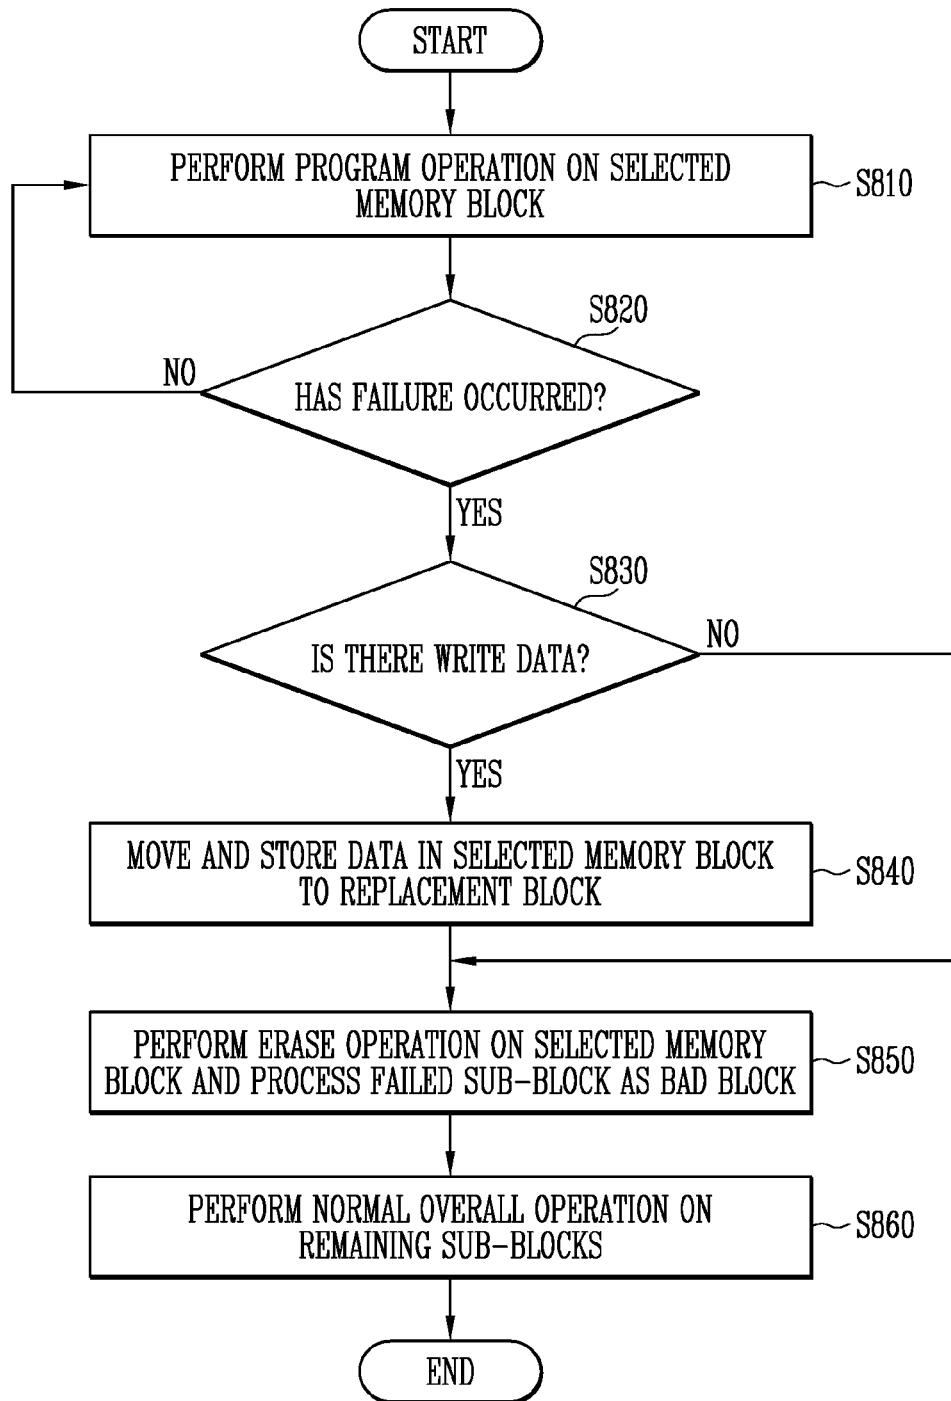 START
PERFORM PROGRAM OPERATION ON SELECTED
MEMORY BLOCK
S810
S820
HAS FAILURE OCCURRED?
NO
YES
S830
IS THERE WRITE DATA?
NO
YES
MOVE AND STORE DATA IN SELECTED MEMORY BLOCK
TO REPLACEMENT BLOCK
S840
PERFORM ERASE OPERATION ON SELECTED MEMORY
BLOCK AND PROCESS FAILED SUB-BLOCK AS BAD BLOCK
S850
PERFORM NORMAL OVERALL OPERATION ON
REMAINING SUB-BLOCKS
S860
END